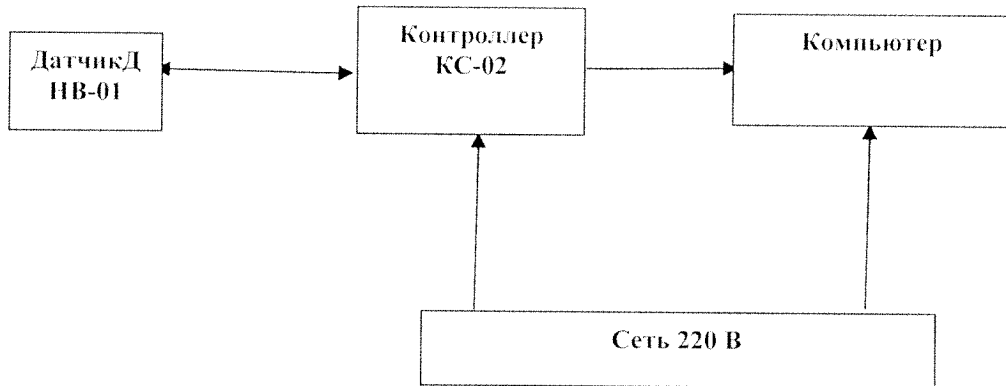 ДатчикД
НВ-01
Контроллер
КС-02
Компьютер
Сеть 220 В